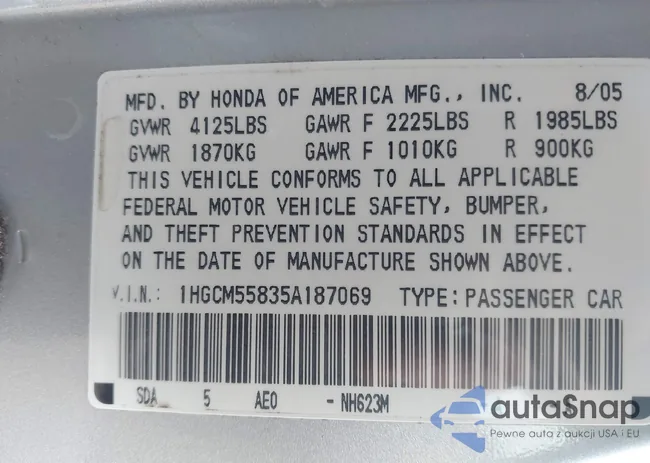 MFD. BY HONDA OF AMERICA MFG., INC. 8/05
GVWR 4125LBS GAWR F 2225LBS R 1985LBS
GVWR 1870KG GAWR F 1010KG R 900KG
THIS VEHICLE CONFORMS TO ALL APPLICABLE
FEDERAL MOTOR VEHICLE SAFETY, BUMPER,
AND THEFT PREVENTION STANDARDS IN EFFECT
ON THE DATE OF MANUFACTURE SHOWN ABOVE.
V.I.N.: 1HGCM55835A187069 TYPE: PASSENGER CAR
SDA 5 AE0 -NH623M
autaSnap
Pewne auta z aukcji USA i EU